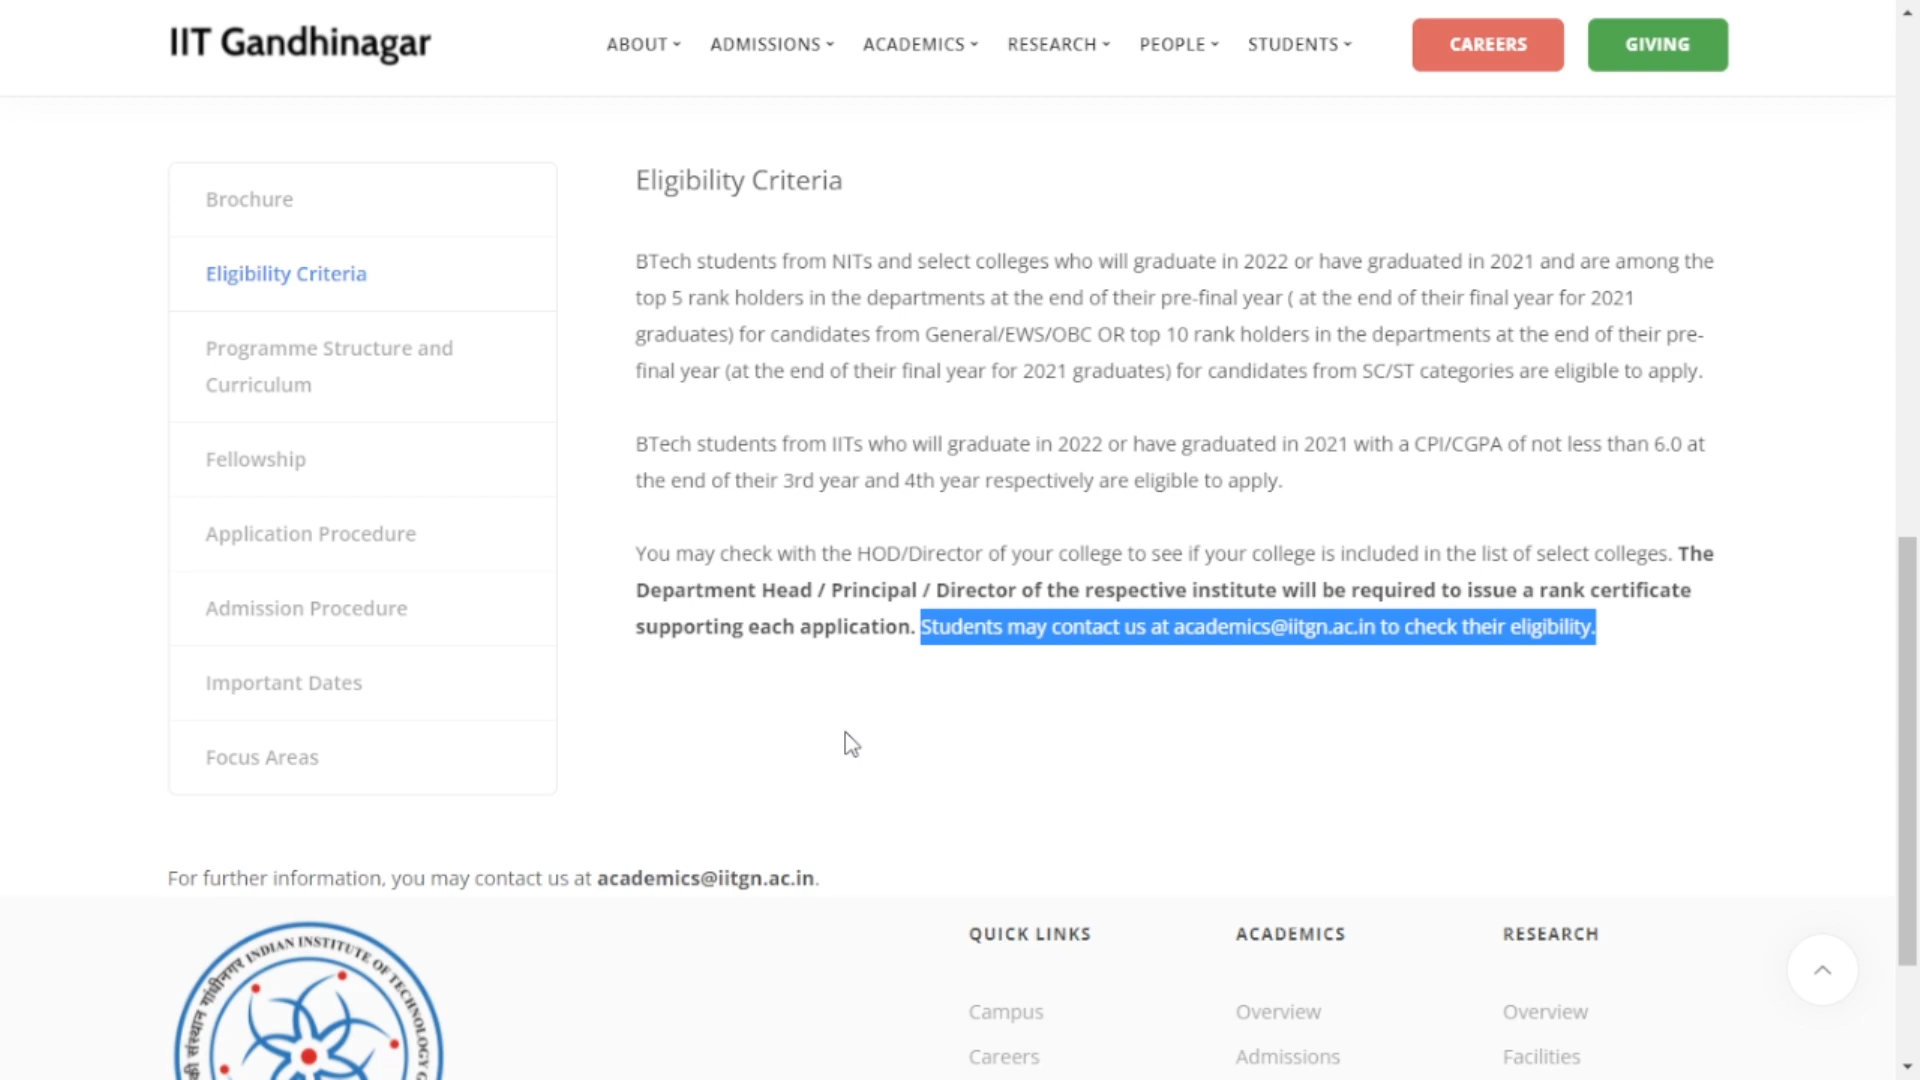 IIT Gandhinagar
ABOUT
ADMISSIONS
ACADEMICS
RESEARCH
PEOPLE
STUDENTS
CAREERS
GIVING
Brochure
Eligibility Criteria
Programme Structure and
Curriculum
Fellowship
Application Procedure
Admission Procedure
Important Dates
Focus Areas
Eligibility Criteria
BTech students from NITs and select colleges who will graduate in 2022 or have graduated in 2021 and are among the
top 5 rank holders in the departments at the end of their pre-final year ( at the end of their final year for 2021
graduates) for candidates from General/EWS/OBC OR top 10 rank holders in the departments at the end of their pre-
final year (at the end of their final year for 2021 graduates) for candidates from SC/ST categories are eligible to apply.
BTech students from IITs who will graduate in 2022 or have graduated in 2021 with a CPI/CGPA of not less than 6.0 at
the end of their 3rd year and 4th year respectively are eligible to apply.
You may check with the HOD/Director of your college to see if your college is included in the list of select colleges. The
Department Head / Principal / Director of the respective institute will be required to issue a rank certificate
supporting each application. Students may contact us at academics@iitgn.ac.in to check their eligibility.
For further information, you may contact us at academics@iitgn.ac.in.
संस्थान गांधीनगर INDIAN INSTITUTE OF TECHNOLOGY
QUICK LINKS
Campus
Careers
ACADEMICS
Overview
Admissions
RESEARCH
Overview
Facilities